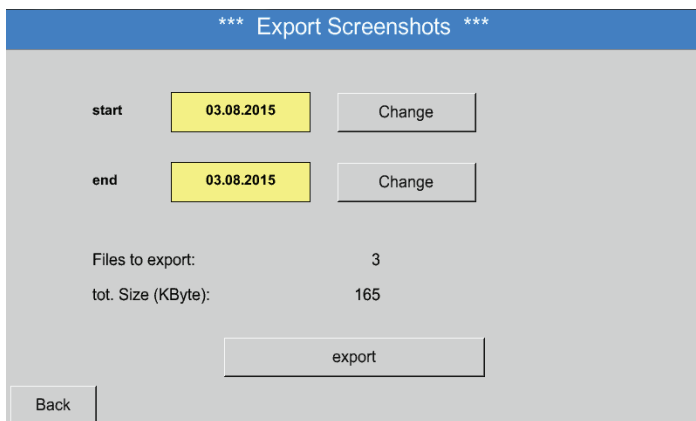 *** Export Screenshots ***
start 03.08.2015 Change
end 03.08.2015 Change
Files to export: 3
tot. Size (KByte): 165
export
Back